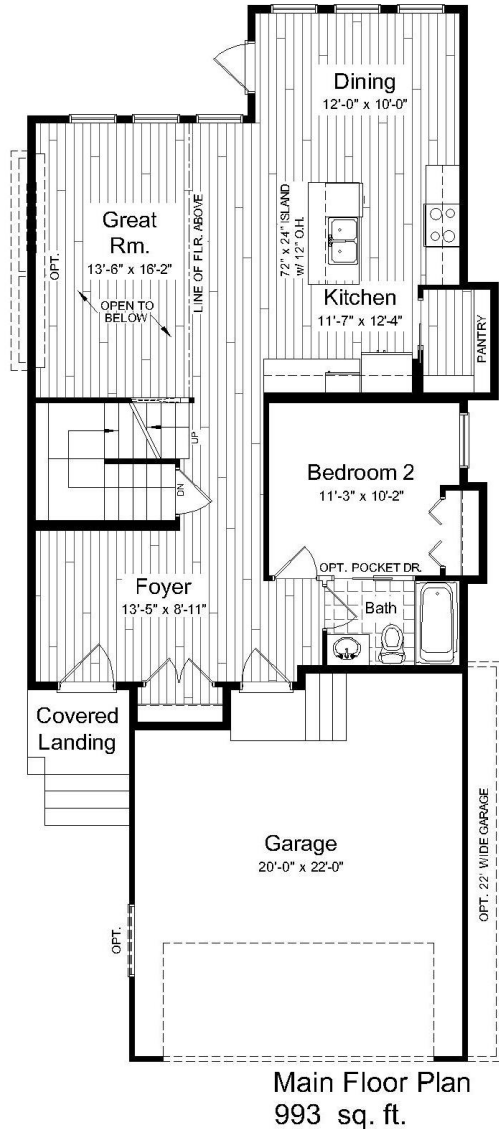 Dining
12'-0" x 10'-0"
Great
Rm.
13'-6" x 16'-2"
OPT.
OPEN TO
BELOW
LINE OF FLR. ABOVE
72" x 24" ISLAND
w/ 12" O.H.
Kitchen
11'-7" x 12'-4"
PANTRY
UP
DN
Bedroom 2
11'-3" x 10'-2"
OPT. POCKET DR.
Foyer
13'-5" x 8'-11"
Bath
Covered
Landing
Garage
20'-0" x 22'-0"
OPT.
OPT. 22' WIDE GARAGE
Main Floor Plan
993 sq. ft.